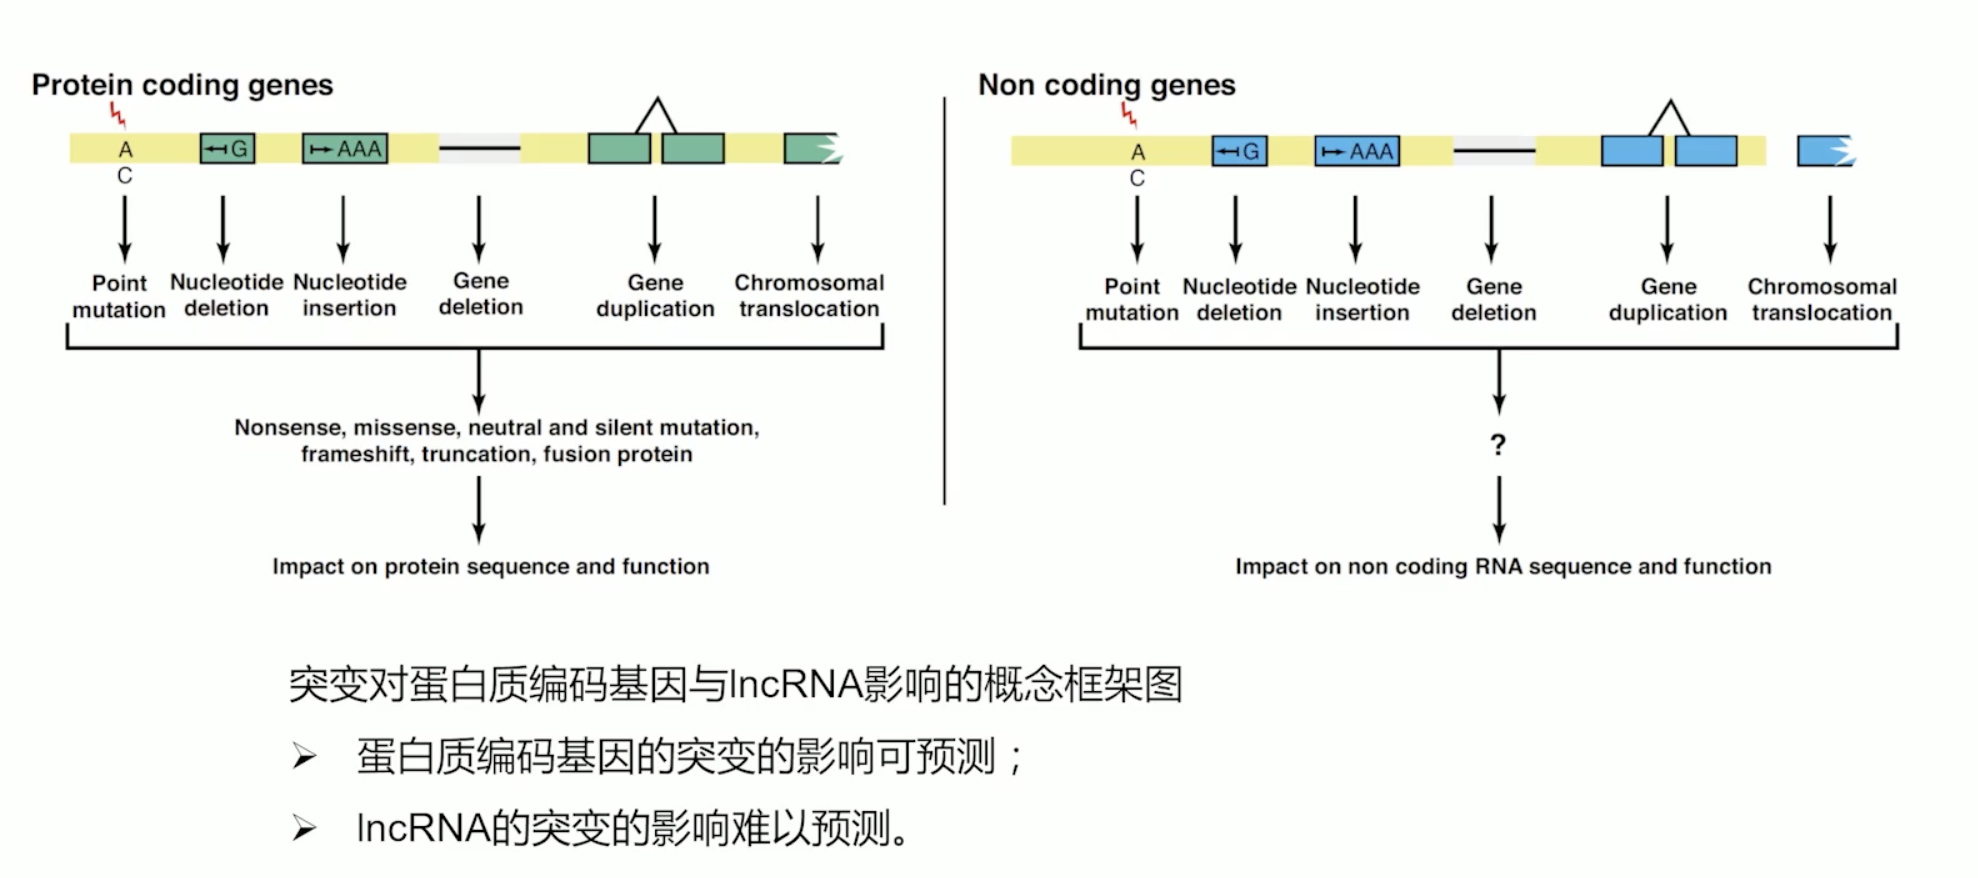 Protein coding genes
A
C
G
AAA
Point mutation
Nucleotide deletion
Nucleotide insertion
Gene deletion
Gene duplication
Chromosomal translocation
Nonsense, missense, neutral and silent mutation,
frameshift, truncation, fusion protein
Impact on protein sequence and function
Non coding genes
A
C
G
AAA
Point mutation
Nucleotide deletion
Nucleotide insertion
Gene deletion
Gene duplication
Chromosomal translocation
?
Impact on non coding RNA sequence and function
突变对蛋白质编码基因与lncRNA影响的概念框架图
➢ 蛋白质编码基因的突变的影响可预测；
➢ lncRNA的突变的影响难以预测。